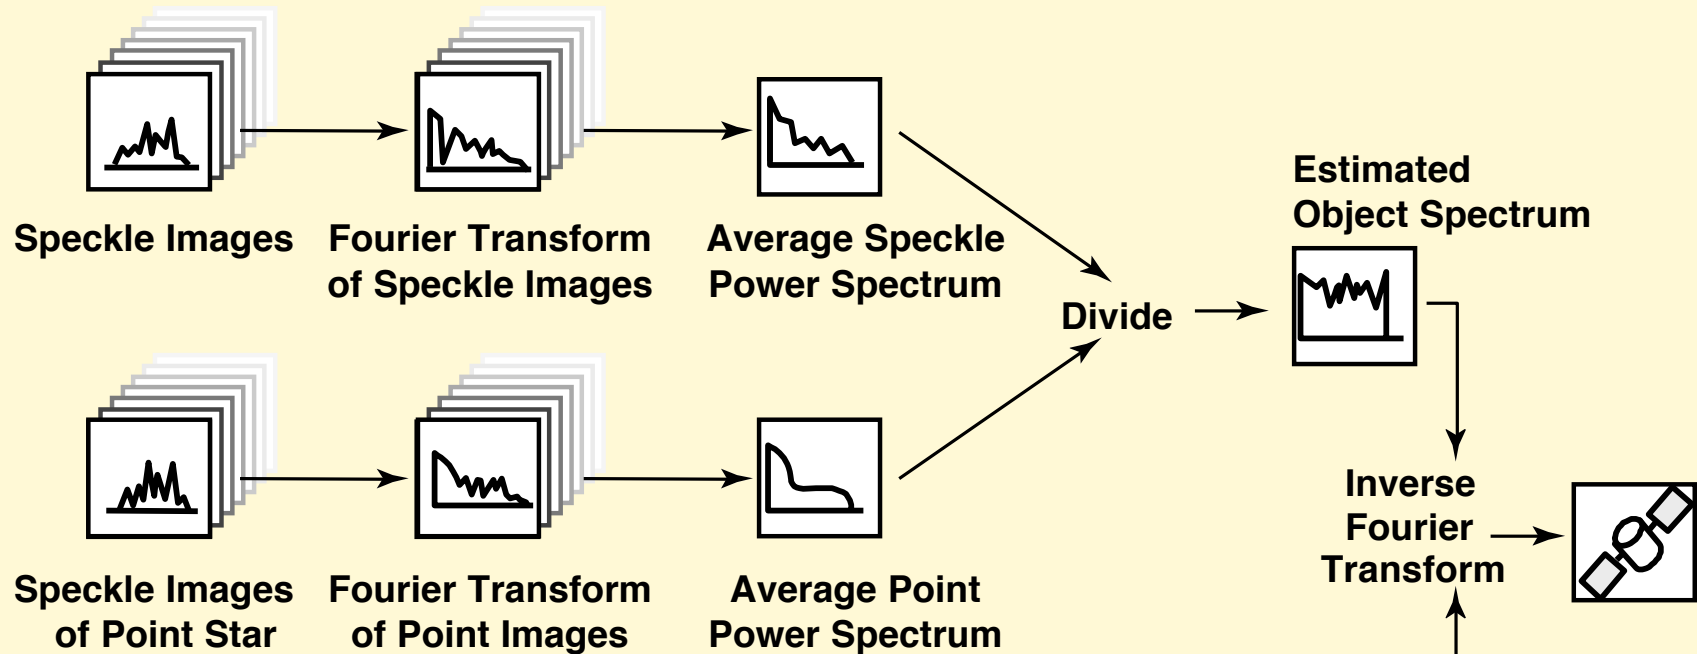 Speckle Images
Fourier Transform
of Speckle Images
Average Speckle
Power Spectrum
Divide
Estimated
Object Spectrum
Speckle Images
of Point Star
Fourier Transform
of Point Images
Average Point
Power Spectrum
Inverse
Fourier
Transform